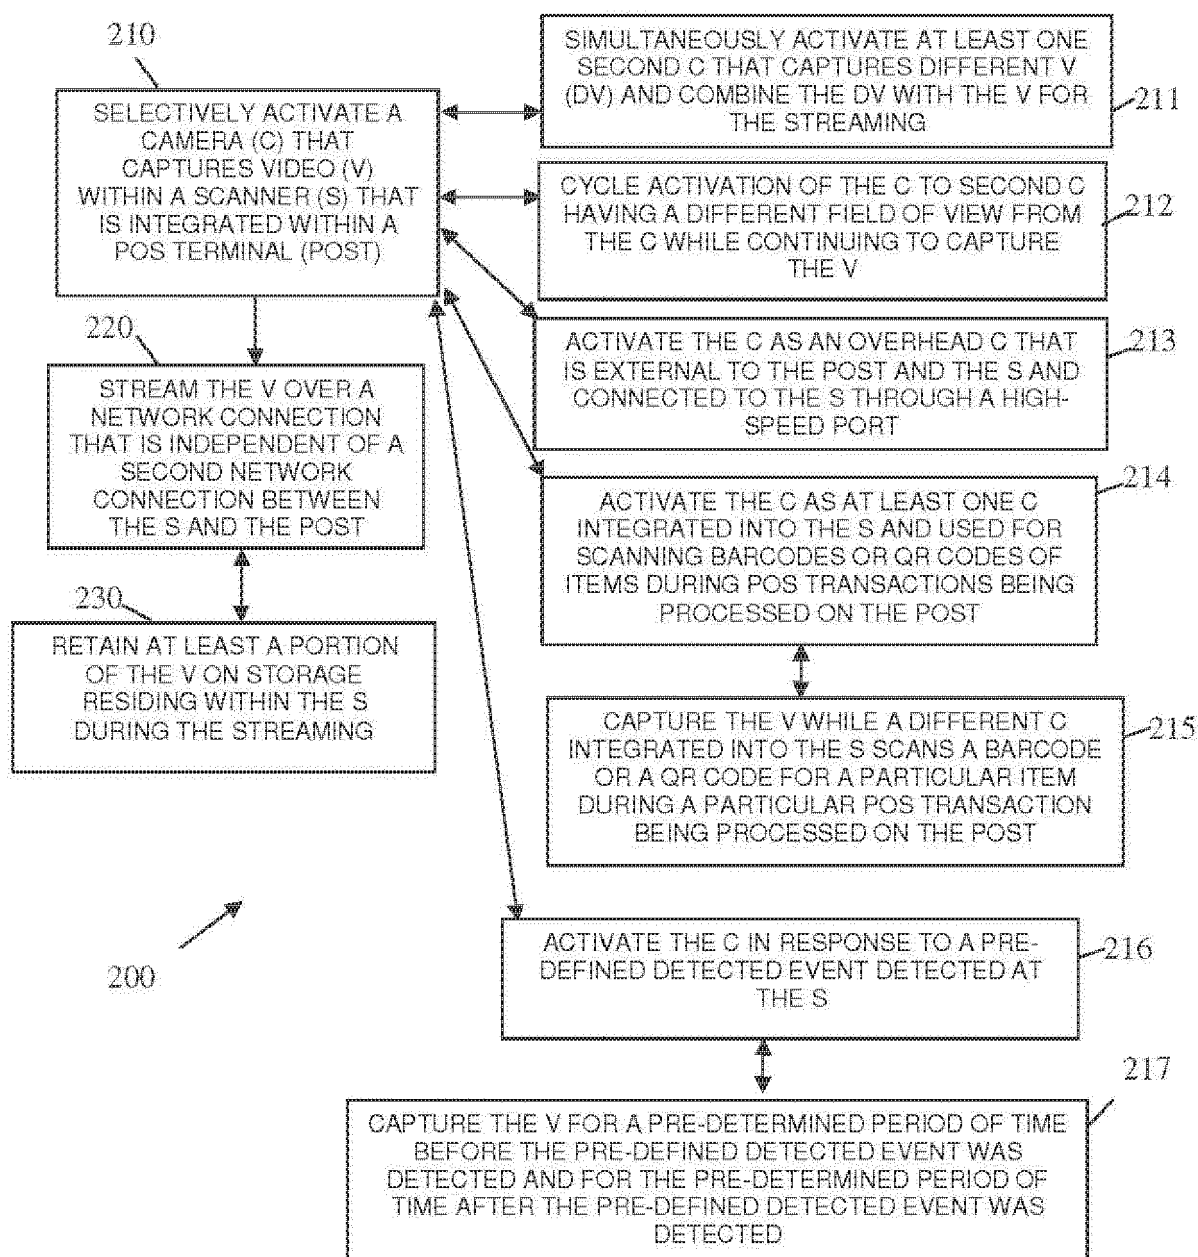 210
SELECTIVELY ACTIVATE A
CAMERA (C) THAT
CAPTURES VIDEO (V)
WITHIN A SCANNER (S) THAT
IS INTEGRATED WITHIN A
POS TERMINAL (POST)
SIMULTANEOUSLY ACTIVATE AT LEAST ONE
SECOND C THAT CAPTURES DIFFERENT V
(DV) AND COMBINE THE DV WITH THE V FOR
THE STREAMING
211
CYCLE ACTIVATION OF THE C TO SECOND C
HAVING A DIFFERENT FIELD OF VIEW FROM
THE C WHILE CONTINUING TO CAPTURE
THE V
212
ACTIVATE THE C AS AN OVERHEAD C THAT
IS EXTERNAL TO THE POST AND THE S AND
CONNECTED TO THE S THROUGH A HIGH-
SPEED PORT
213
220
STREAM THE V OVER A
NETWORK CONNECTION
THAT IS INDEPENDENT OF A
SECOND NETWORK
CONNECTION BETWEEN
THE S AND THE POST
ACTIVATE THE C AS AT LEAST ONE C
INTEGRATED INTO THE S AND USED FOR
SCANNING BARCODES OR QR CODES OF
ITEMS DURING POS TRANSACTIONS BEING
PROCESSED ON THE POST
214
230
RETAIN AT LEAST A PORTION
OF THE V ON STORAGE
RESIDING WITHIN THE S
DURING THE STREAMING
CAPTURE THE V WHILE A DIFFERENT C
INTEGRATED INTO THE S SCANS A BARCODE
OR A QR CODE FOR A PARTICULAR ITEM
DURING A PARTICULAR POS TRANSACTION
BEING PROCESSED ON THE POST
215
200
ACTIVATE THE C IN RESPONSE TO A PRE-
DEFINED DETECTED EVENT DETECTED AT
THE S
216
217
CAPTURE THE V FOR A PRE-DETERMINED PERIOD OF TIME
BEFORE THE PRE-DEFINED DETECTED EVENT WAS
DETECTED AND FOR THE PRE-DETERMINED PERIOD OF
TIME AFTER THE PRE-DEFINED DETECTED EVENT WAS
DETECTED